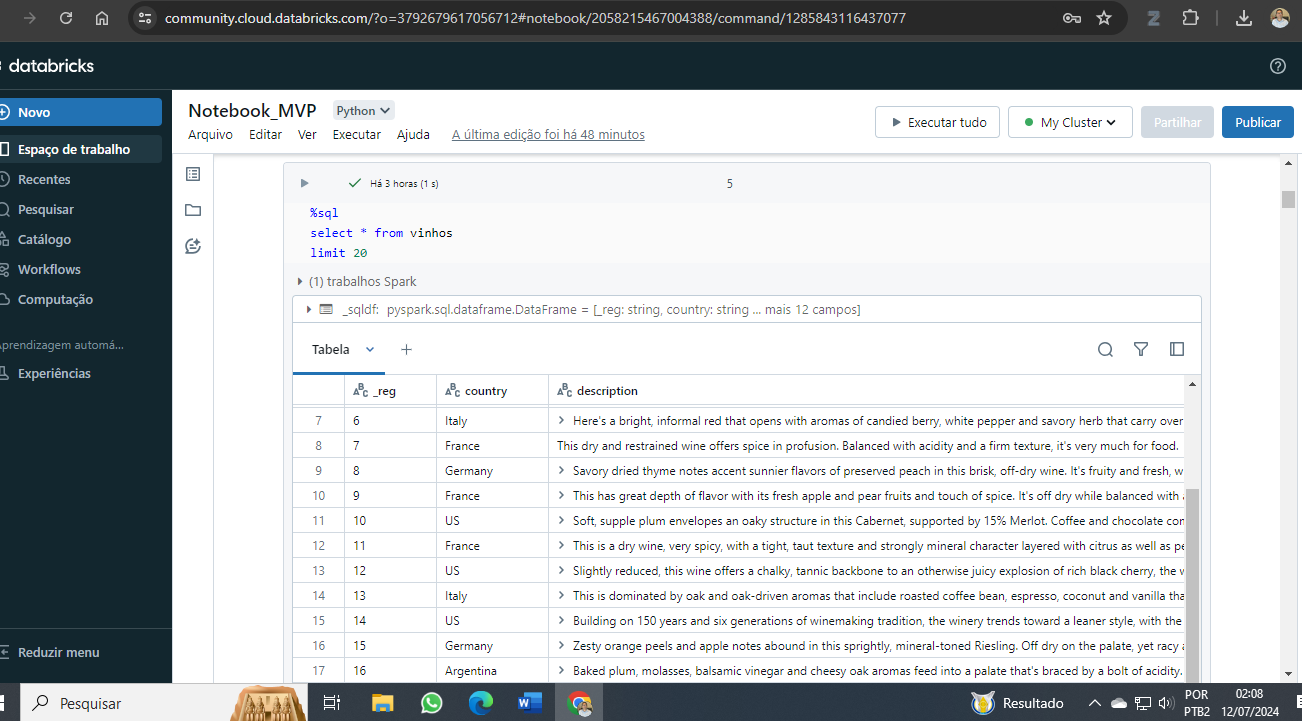 community.cloud.databricks.com/?o=3792679617056712#notebook/2058215467004388/command/1285843116437077
databricks
Novo
Espaço de trabalho
Recentes
Pesquisar
Catálogo
Workflows
Computação
Aprendizagem automá...
Experiências
Reduzir menu
Notebook_MVP Python
Arquivo Editar Ver Executar Ajuda A última edição foi há 48 minutos
Executar tudo My Cluster Partilhar Publicar
Há 3 horas (1 s) 5
%sql
select * from vinhos
limit 20
(1) trabalhos Spark
_sqldf: pyspark.sql.dataframe.DataFrame = [_reg: string, country: string ... mais 12 campos]
Tabela +
ABC _reg ABC country ABC description
7 6 Italy Here's a bright, informal red that opens with aromas of candied berry, white pepper and savory herb that carry over
8 7 France This dry and restrained wine offers spice in profusion. Balanced with acidity and a firm texture, it's very much for food.
9 8 Germany Savory dried thyme notes accent sunnier flavors of preserved peach in this brisk, off-dry wine. It's fruity and fresh, w
10 9 France This has great depth of flavor with its fresh apple and pear fruits and touch of spice. It's off dry while balanced with
11 10 US Soft, supple plum envelopes an oaky structure in this Cabernet, supported by 15% Merlot. Coffee and chocolate con
12 11 France This is a dry wine, very spicy, with a tight, taut texture and strongly mineral character layered with citrus as well as pe
13 12 US Slightly reduced, this wine offers a chalky, tannic backbone to an otherwise juicy explosion of rich black cherry, the w
14 13 Italy This is dominated by oak and oak-driven aromas that include roasted coffee bean, espresso, coconut and vanilla tha
15 14 US Building on 150 years and six generations of winemaking tradition, the winery trends toward a leaner style, with the
16 15 Germany Zesty orange peels and apple notes abound in this sprightly, mineral-toned Riesling. Off dry on the palate, yet racy
17 16 Argentina Baked plum, molasses, balsamic vinegar and cheesy oak aromas feed into a palate that's braced by a bolt of acidity.
Pesquisar
Resultado
POR
PTB2
02:08
12/07/2024